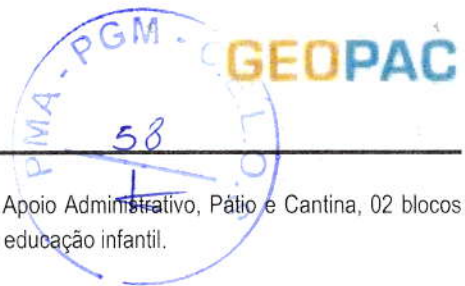 GEOPAC
PMA - PGM -
58
Apoio Administrativo, Pátio e Cantina, 02 blocos
educação infantil.